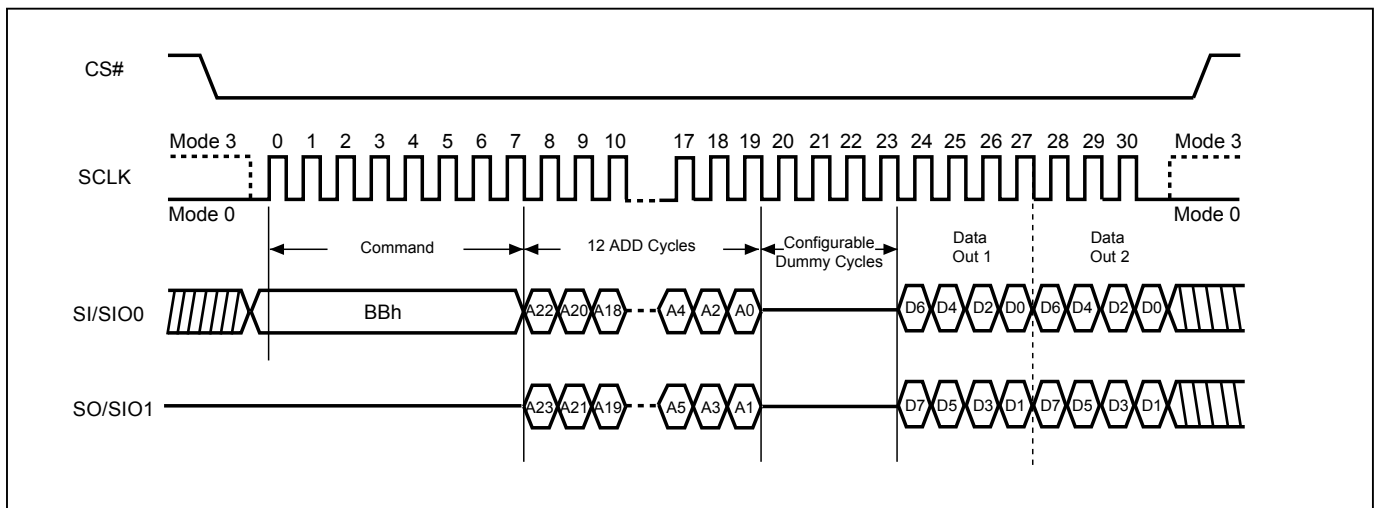 CS#
Mode 3 0 1 2 3 4 5 6 7 8 9 10 17 18 19 20 21 22 23 24 25 26 27 28 29 30 Mode 3
SCLK
Mode 0 Mode 0
Command 12 ADD Cycles Configurable Dummy Cycles Data Out 1 Data Out 2
SI/SIO0 BBh A22 A20 A18 A4 A2 A0 D6 D4 D2 D0 D6 D4 D2 D0
SO/SIO1 A23 A21 A19 A5 A3 A1 D7 D5 D3 D1 D7 D5 D3 D1